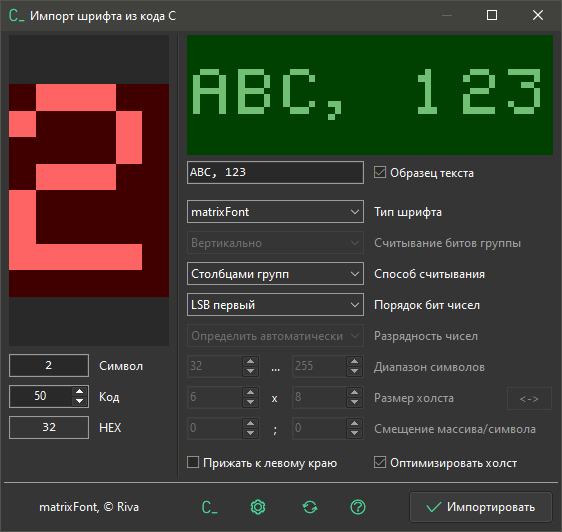 C_ Импорт шрифта из кода C
ABC, 123
ABC, 123
Образец текста
matrixFont
Тип шрифта
Вертикально
Считывание битов группы
Столбцами групп
Способ считывания
LSB первый
Порядок бит чисел
Определить автоматически
Разрядность чисел
2
Символ
32 ... 255
Диапазон символов
50
Код
6 x 8
Размер холста
<->
32
HEX
0 ; 0
Смещение массива/символа
Прижать к левому краю
Оптимизировать холст
matrixFont, © Riva
C_
Импортировать